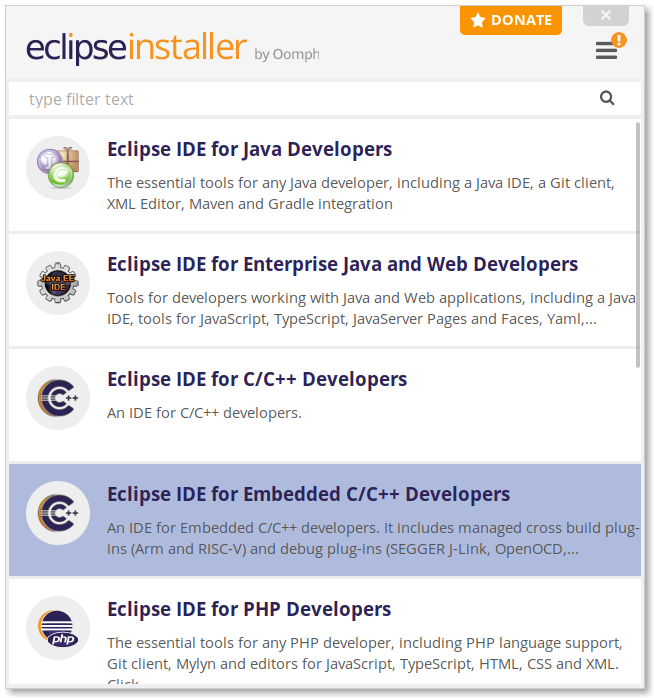 DONATE
eclipseinstaller by Oomph
type filter text
Eclipse IDE for Java Developers
The essential tools for any Java developer, including a Java IDE, a Git client,
XML Editor, Maven and Gradle integration
Java EE
IDE
Eclipse IDE for Enterprise Java and Web Developers
Tools for developers working with Java and Web applications, including a Java
IDE, tools for JavaScript, TypeScript, JavaServer Pages and Faces, Yaml,...
C++
Eclipse IDE for C/C++ Developers
An IDE for C/C++ developers.
C++
Eclipse IDE for Embedded C/C++ Developers
An IDE for Embedded C/C++ developers. It includes managed cross build plug-
ins (Arm and RISC-V) and debug plug-ins (SEGGER J-Link, OpenOCD,...
php
Eclipse IDE for PHP Developers
The essential tools for any PHP developer, including PHP language support,
Git client, Mylyn and editors for JavaScript, TypeScript, HTML, CSS and XML.
Click